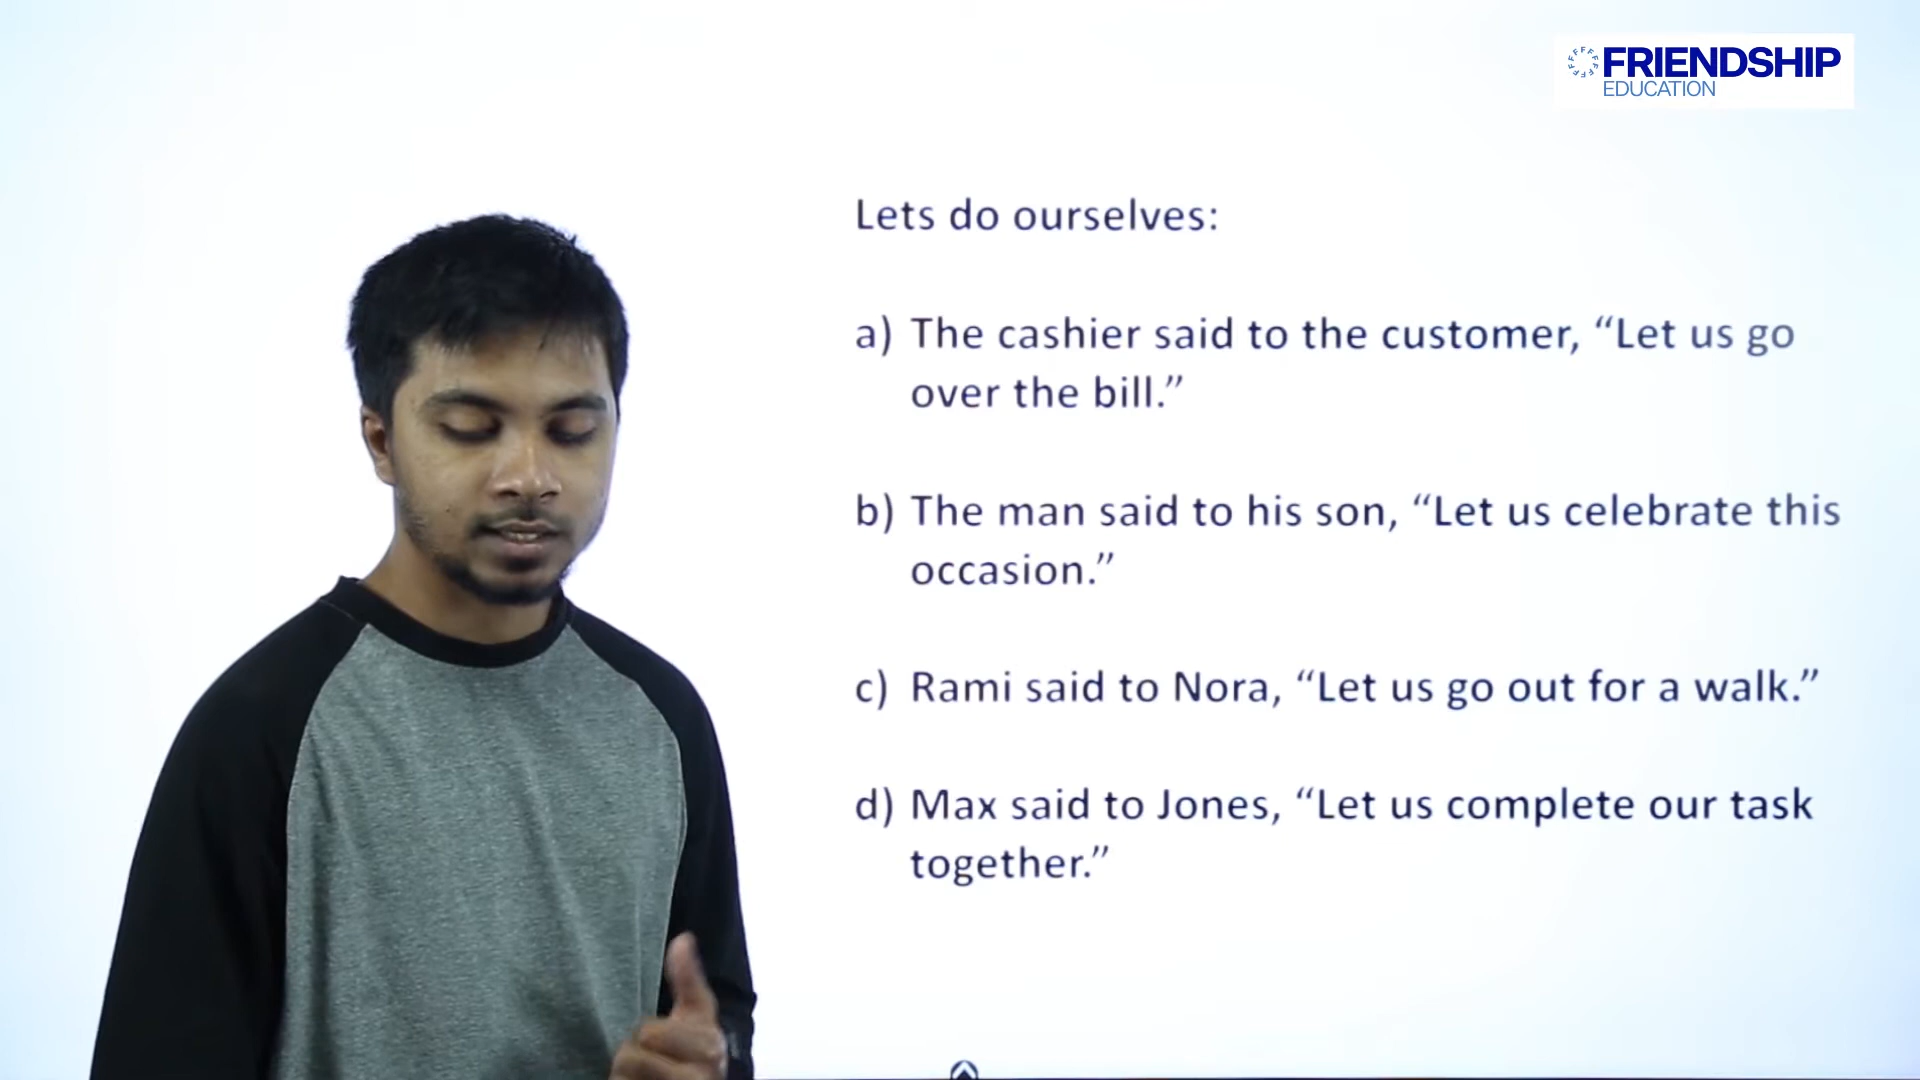 FRIENDSHIP
EDUCATION
Lets do ourselves:
a) The cashier said to the customer, “Let us go
over the bill.”
b) The man said to his son, “Let us celebrate this
occasion.”
c) Rami said to Nora, “Let us go out for a walk.”
d) Max said to Jones, “Let us complete our task
together.”